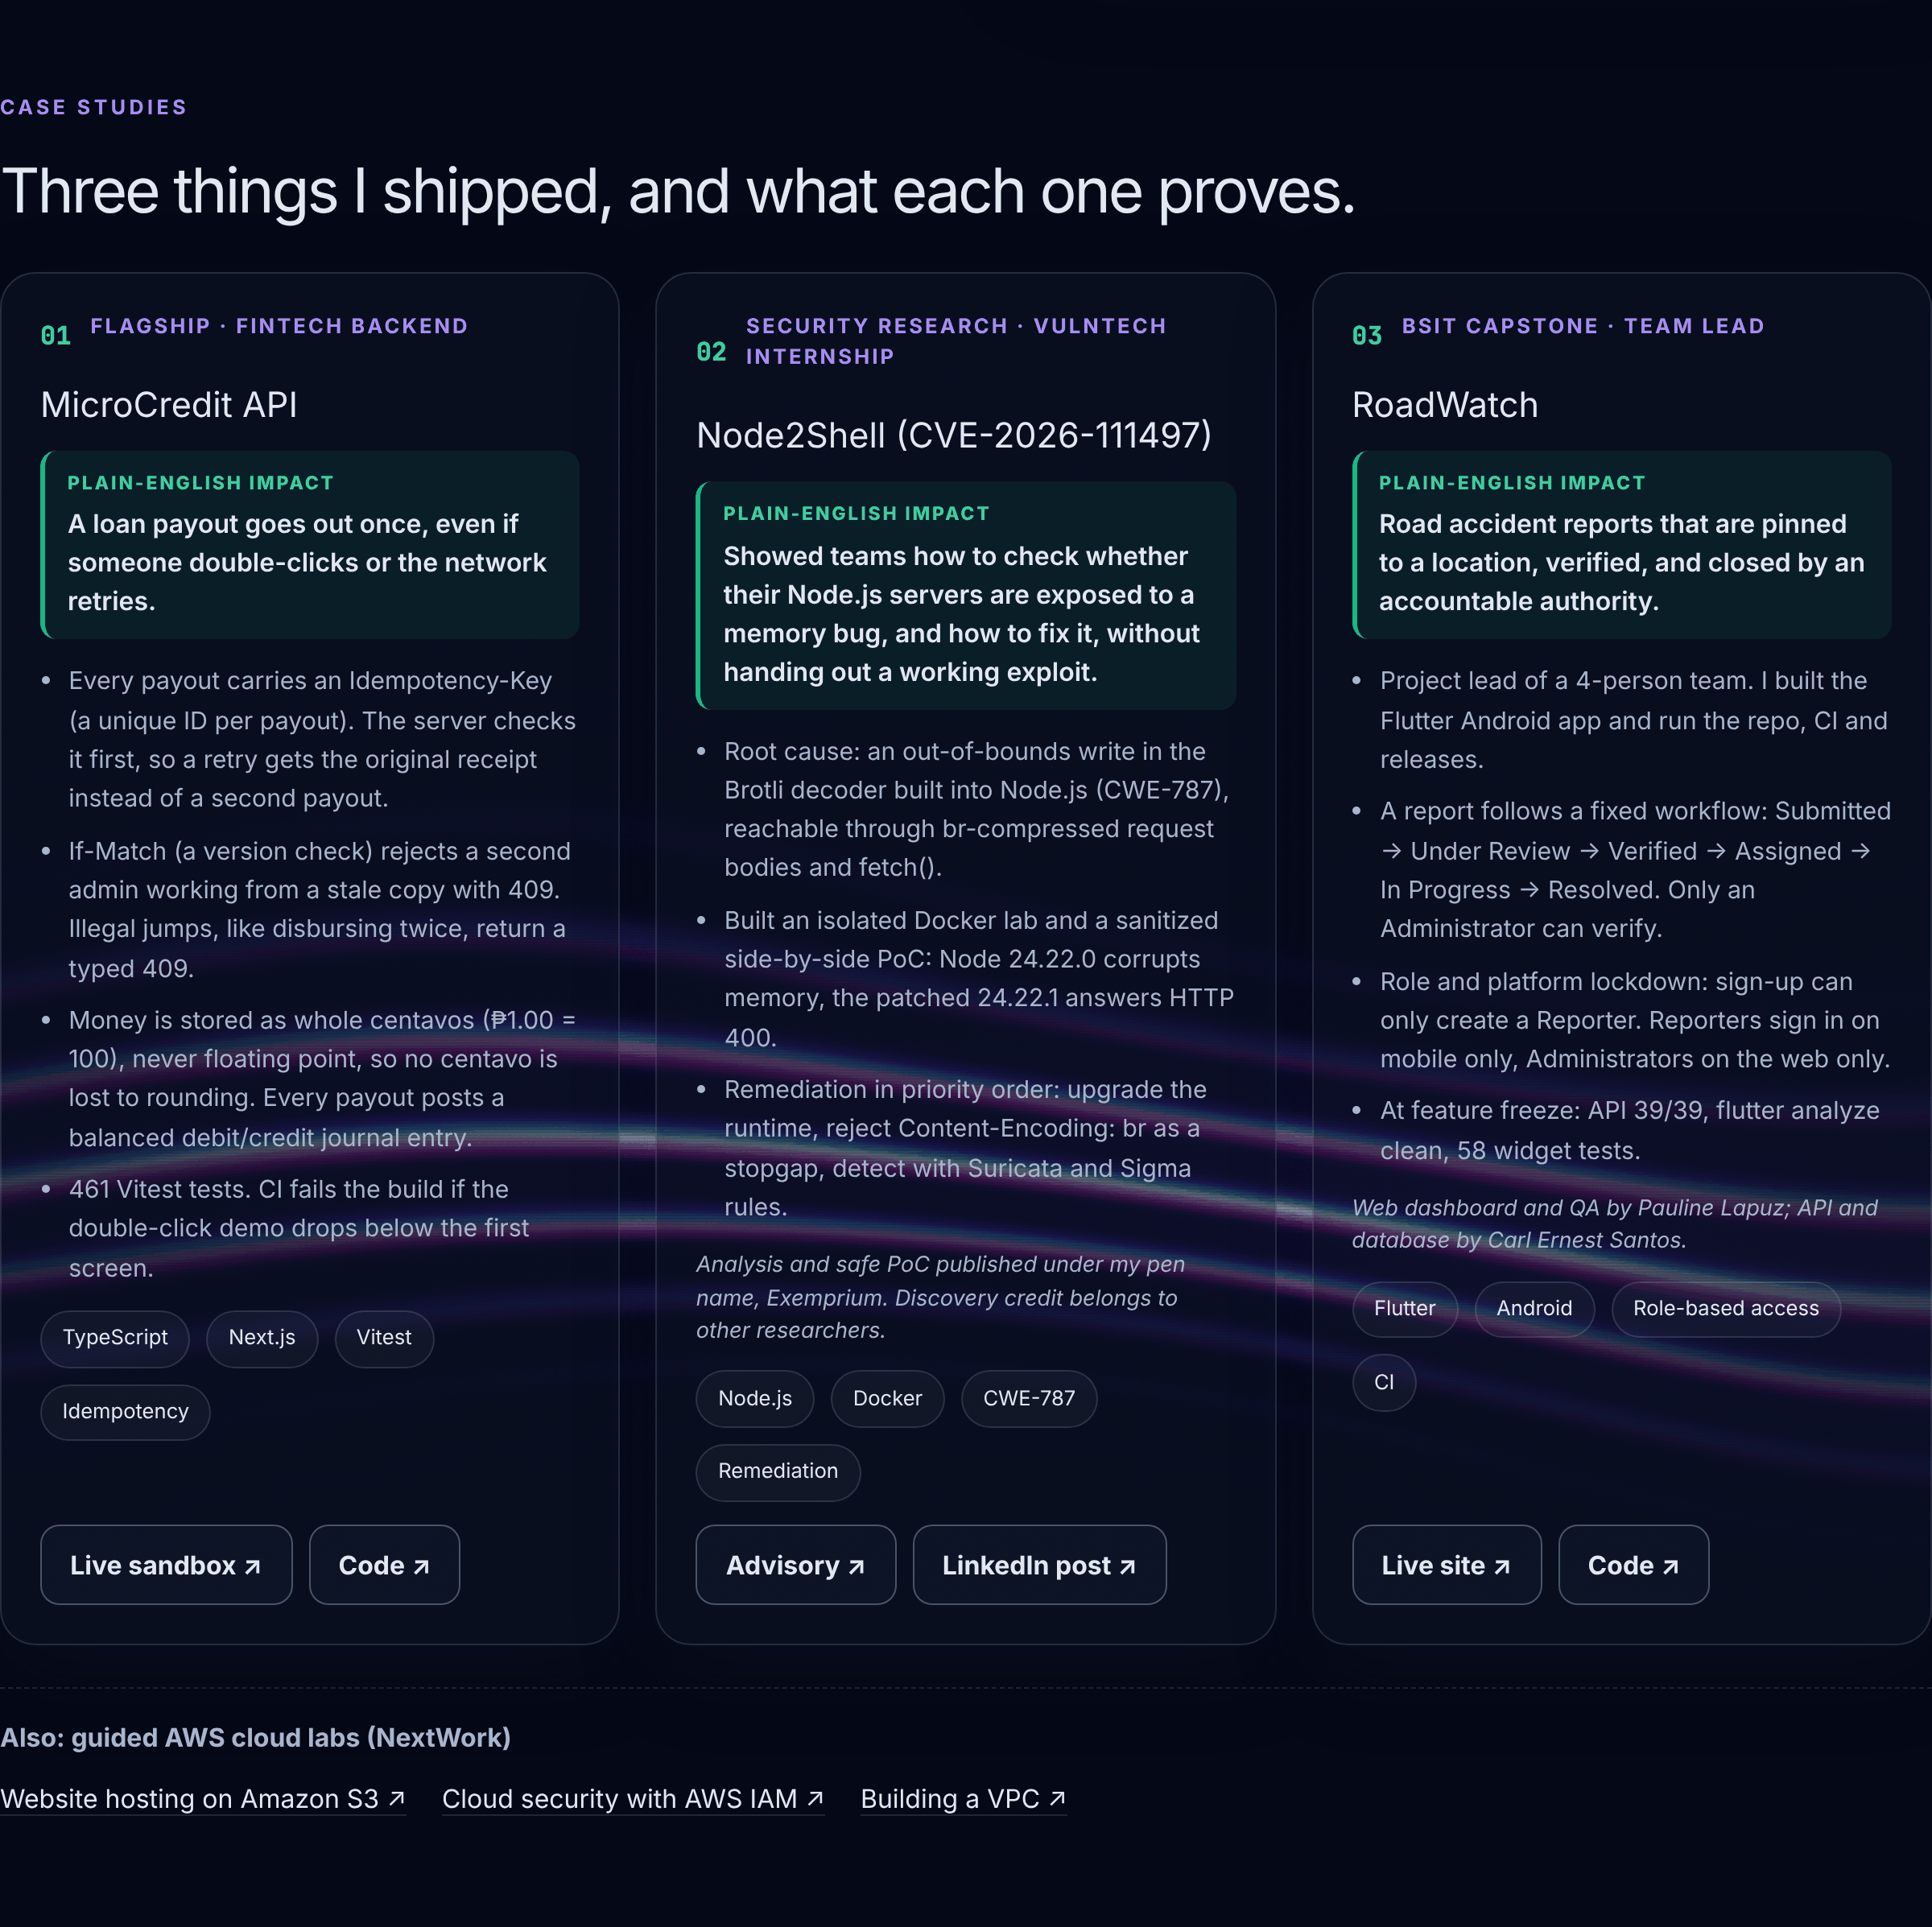 CASE STUDIES
Three things I shipped, and what each one proves.
01 FLAGSHIP · FINTECH BACKEND
MicroCredit API
PLAIN-ENGLISH IMPACT
A loan payout goes out once, even if
someone double-clicks or the network
retries.
• Every payout carries an Idempotency-Key
(a unique ID per payout). The server checks
it first, so a retry gets the original receipt
instead of a second payout.
• If-Match (a version check) rejects a second
admin working from a stale copy with 409.
Illegal jumps, like disbursing twice, return a
typed 409.
• Money is stored as whole centavos (₱1.00 =
100), never floating point, so no centavo is
lost to rounding. Every payout posts a
balanced debit/credit journal entry.
• 461 Vitest tests. CI fails the build if the
double-click demo drops below the first
screen.
TypeScript Next.js Vitest
Idempotency
Live sandbox ↗ Code ↗
02 SECURITY RESEARCH · VULNTECH
INTERNSHIP
Node2Shell (CVE-2026-111497)
PLAIN-ENGLISH IMPACT
Showed teams how to check whether
their Node.js servers are exposed to a
memory bug, and how to fix it, without
handing out a working exploit.
• Root cause: an out-of-bounds write in the
Brotli decoder built into Node.js (CWE-787),
reachable through br-compressed request
bodies and fetch().
• Built an isolated Docker lab and a sanitized
side-by-side PoC: Node 24.22.0 corrupts
memory, the patched 24.22.1 answers HTTP
400.
• Remediation in priority order: upgrade the
runtime, reject Content-Encoding: br as a
stopgap, detect with Suricata and Sigma
rules.
Analysis and safe PoC published under my pen
name, Exemprium. Discovery credit belongs to
other researchers.
Node.js Docker CWE-787
Remediation
Advisory ↗ LinkedIn post ↗
03 BSIT CAPSTONE · TEAM LEAD
RoadWatch
PLAIN-ENGLISH IMPACT
Road accident reports that are pinned
to a location, verified, and closed by an
accountable authority.
• Project lead of a 4-person team. I built the
Flutter Android app and run the repo, CI and
releases.
• A report follows a fixed workflow: Submitted
→ Under Review → Verified → Assigned →
In Progress → Resolved. Only an
Administrator can verify.
• Role and platform lockdown: sign-up can
only create a Reporter. Reporters sign in on
mobile only, Administrators on the web only.
• At feature freeze: API 39/39, flutter analyze
clean, 58 widget tests.
Web dashboard and QA by Pauline Lapuz; API and
database by Carl Ernest Santos.
Flutter Android Role-based access
CI
Live site ↗ Code ↗
Also: guided AWS cloud labs (NextWork)
Website hosting on Amazon S3 ↗ Cloud security with AWS IAM ↗ Building a VPC ↗